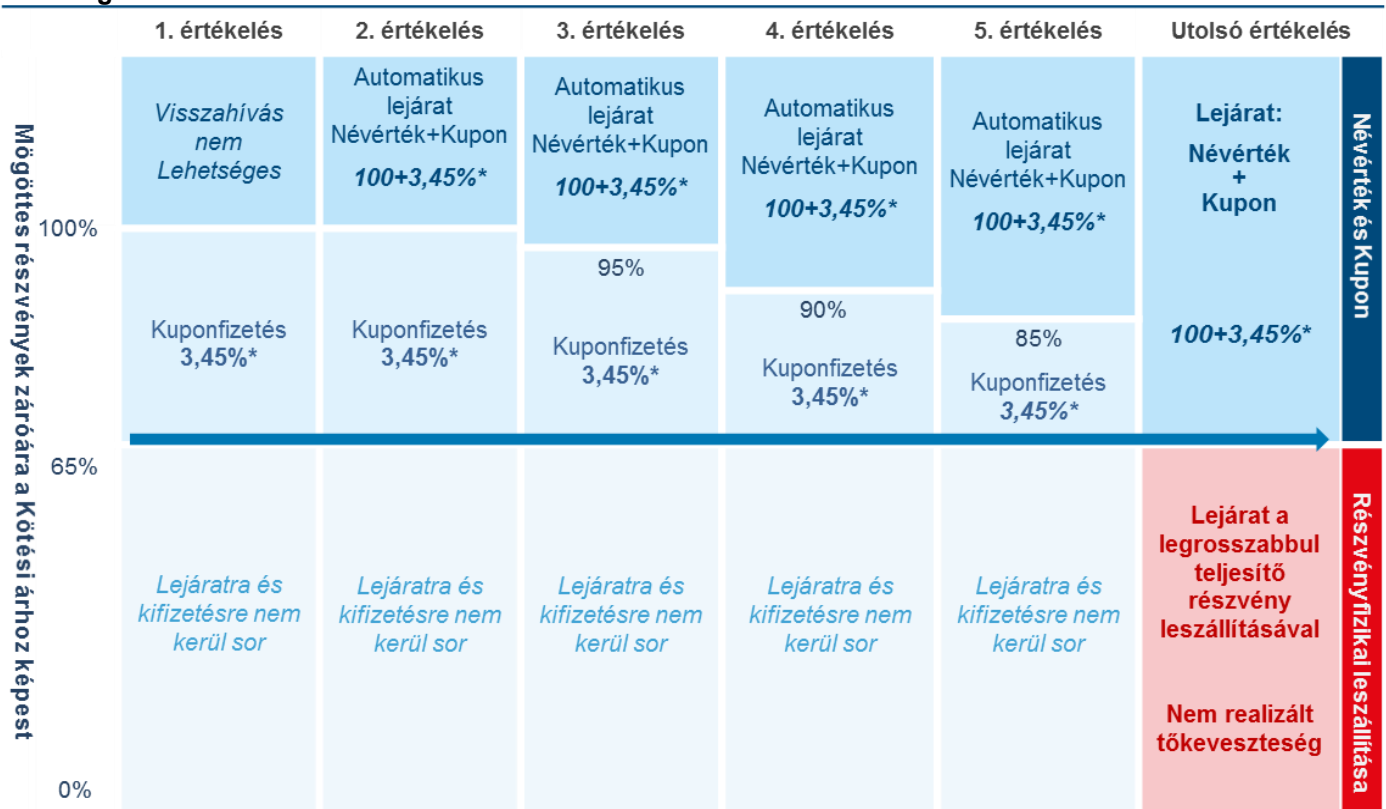 1. értékelés
2. értékelés
3. értékelés
4. értékelés
5. értékelés
Utolsó értékelés
Mögöttes részvények záróára a Kötési árhoz képest
100%
65%
0%
Visszahívás
nem
Lehetséges
Kuponfizetés
3,45%*
Lejáratra és
kifizetésre nem
kerül sor
Automatikus
lejárat
Névérték+Kupon
100+3,45%*
Kuponfizetés
3,45%*
Lejáratra és
kifizetésre nem
kerül sor
Automatikus
lejárat
Névérték+Kupon
100+3,45%*
95%
Kuponfizetés
3,45%*
Lejáratra és
kifizetésre nem
kerül sor
Automatikus
lejárat
Névérték+Kupon
100+3,45%*
90%
Kuponfizetés
3,45%*
Lejáratra és
kifizetésre nem
kerül sor
Automatikus
lejárat
Névérték+Kupon
100+3,45%*
85%
Kuponfizetés
3,45%*
Lejáratra és
kifizetésre nem
kerül sor
Lejárat:
Névérték
+
Kupon
100+3,45%*
Lejárat a
legrosszabbul
teljesítő
részvény
leszállításával
Nem realizált
tőkeveszteség
Névérték és Kupon
Részvényfizikai leszállítása